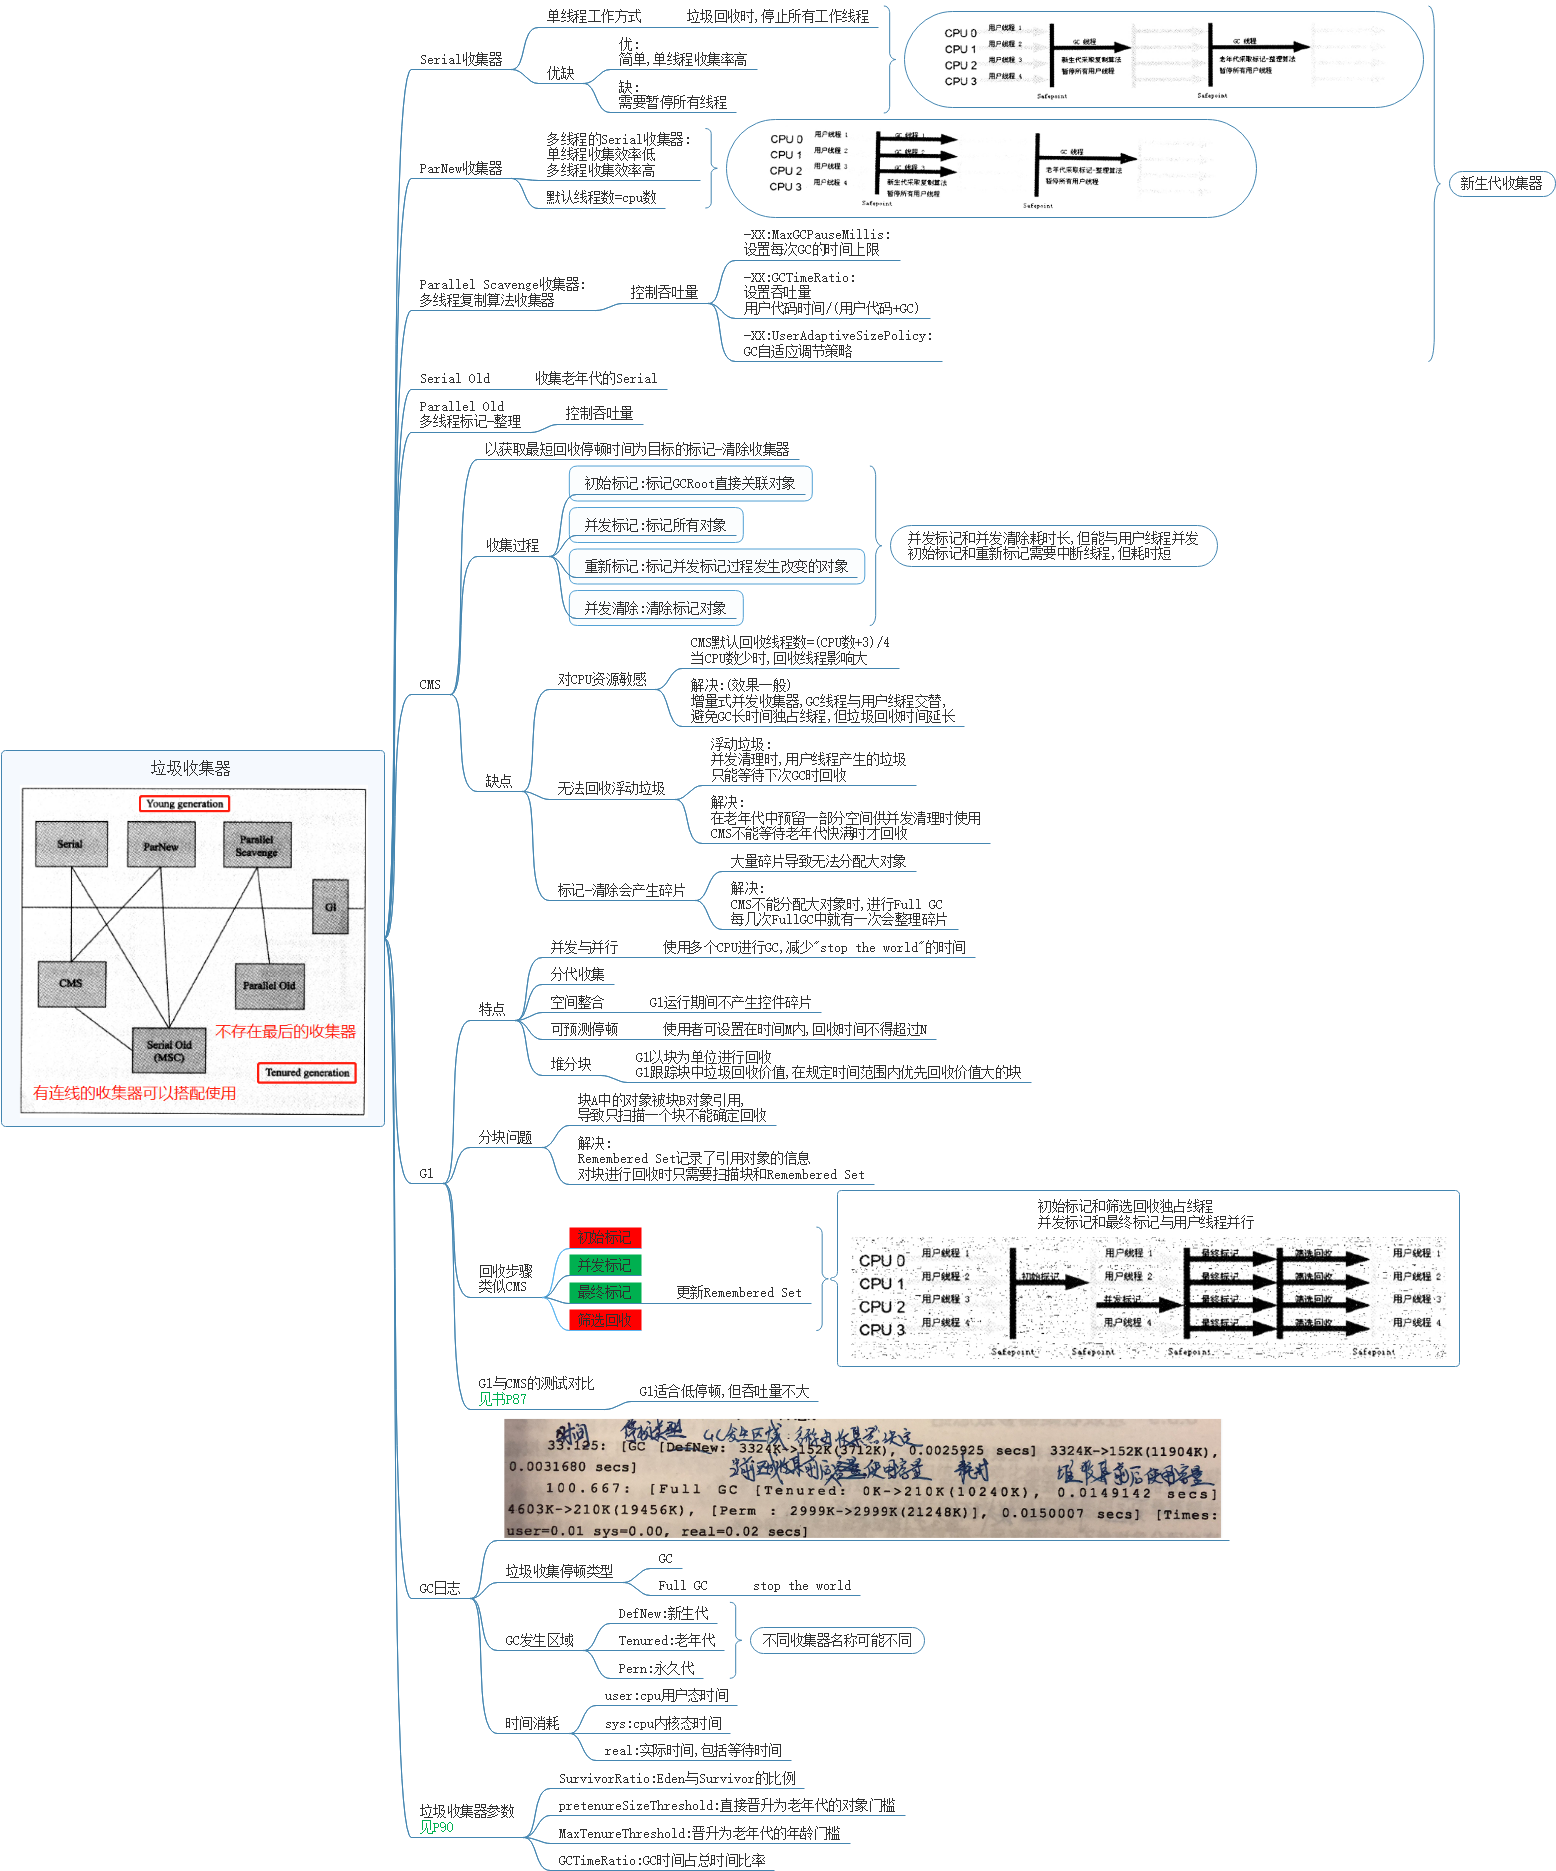 垃圾收集器
Young generation
Serial
ParNew
Parallel
Scavenge
G1
CMS
Parallel Old
Serial Old
(MSC)
不存在最后的收集器
Tenured generation
有连线的收集器可以搭配使用
Serial收集器
单线程工作方式
垃圾回收时,停止所有工作线程
优缺
优:
简单,单线程收集率高
缺:
需要暂停所有线程
CPU 0 用户线程 1
CPU 1 用户线程 2
CPU 2 用户线程 3
CPU 3 用户线程 4
GC 线程
新生代采取复制算法
暂停所有用户线程
Safepoint
GC 线程
老年代采取标记-整理算法
暂停所有用户线程
Safepoint
ParNew收集器
多线程的Serial收集器:
单线程收集效率低
多线程收集效率高
默认线程数=cpu数
CPU 0 用户线程 1
CPU 1 用户线程 2
CPU 2 用户线程 3
CPU 3 用户线程 4
GC 线程 1
GC 线程 2
GC 线程 3
新生代采取复制算法
暂停所有用户线程
Safepoint
GC 线程
老年代采取标记-整理算法
暂停所有用户线程
Safepoint
Parallel Scavenge收集器:
多线程复制算法收集器
控制吞吐量
-XX:MaxGCPauseMillis:
设置每次GC的时间上限
-XX:GCTimeRatio:
设置吞吐量
用户代码时间/(用户代码+GC)
-XX:UserAdaptiveSizePolicy:
GC自适应调节策略
新生代收集器
Serial Old
收集老年代的Serial
Parallel Old
多线程标记-整理
控制吞吐量
CMS
以获取最短回收停顿时间为目标的标记-清除收集器
收集过程
初始标记:标记GCRoot直接关联对象
并发标记:标记所有对象
重新标记:标记并发标记过程发生改变的对象
并发清除:清除标记对象
并发标记和并发清除耗时长,但能与用户线程并发
初始标记和重新标记需要中断线程,但耗时短
缺点
对CPU资源敏感
CMS默认回收线程数=(CPU数+3)/4
当CPU数少时,回收线程影响大
解决:(效果一般)
增量式并发收集器,GC线程与用户线程交替,
避免GC长时间独占线程,但垃圾回收时间延长
无法回收浮动垃圾
浮动垃圾:
并发清理时,用户线程产生的垃圾
只能等待下次GC时回收
解决:
在老年代中预留一部分空间供并发清理时使用
CMS不能等待老年代快满时才回收
标记-清除会产生碎片
大量碎片导致无法分配大对象
解决:
CMS不能分配大对象时,进行Full GC
每几次FullGC中就有一次会整理碎片
G1
特点
并发与并行
使用多个CPU进行GC,减少"stop the world"的时间
分代收集
空间整合
G1运行期间不产生控件碎片
可预测停顿
使用者可设置在时间M内,回收时间不得超过N
堆分块
G1以块为单位进行回收
G1跟踪块中垃圾回收价值,在规定时间范围内优先回收价值大的块
分块问题
块A中的对象被块B对象引用,
导致只扫描一个块不能确定回收
解决:
Remembered Set记录了引用对象的信息
对块进行回收时只需要扫描块和Remembered Set
回收步骤
类似CMS
初始标记
并发标记
最终标记
更新Remembered Set
筛选回收
初始标记和筛选回收独占线程
并发标记和最终标记与用户线程并行
CPU 0 用户线程 1 用户线程 1 最终标记 筛选回收 用户线程 1
CPU 1 用户线程 2 初始标记 用户线程 2 最终标记 筛选回收 用户线程 2
CPU 2 用户线程 3 并发标记 最终标记 筛选回收 用户线程 3
CPU 3 用户线程 4 用户线程 4 最终标记 筛选回收 用户线程 4
Safepoint Safepoint Safepoint Safepoint
G1与CMS的测试对比
见书P87
G1适合低停顿,但吞吐量不大
GC日志
时间 停顿类型 GC发生区域:名称由收集器决定
33.125: [GC [DefNew: 3324K->152K(3712K), 0.0025925 secs] 3324K->152K(11904K),
0.0031680 secs]
耗时 堆收集前后使用容量
100.667: [Full GC [Tenured: 0K->210K(10240K), 0.0149142 secs]
4603K->210K(19456K), [Perm : 2999K->2999K(21248K)], 0.0150007 secs] [Times:
user=0.01 sys=0.00, real=0.02 secs]
垃圾收集停顿类型
GC
Full GC
stop the world
GC发生区域
DefNew:新生代
Tenured:老年代
Pern:永久代
不同收集器名称可能不同
时间消耗
user:cpu用户态时间
sys:cpu内核态时间
real:实际时间,包括等待时间
垃圾收集器参数
见P90
SurvivorRatio:Eden与Survivor的比例
pretenureSizeThreshold:直接晋升为老年代的对象门槛
MaxTenureThreshold:晋升为老年代的年龄门槛
GCTimeRatio:GC时间占总时间比率